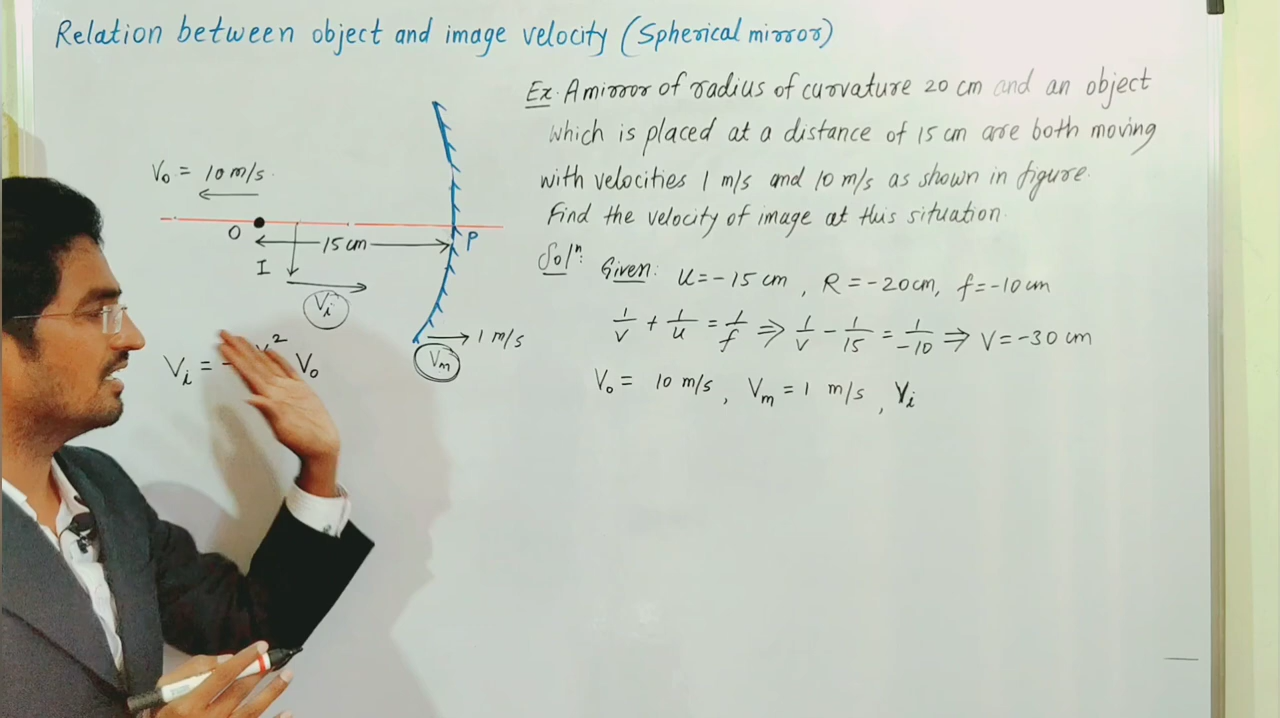 Relation between object and image velocity (Spherical mirror)
Ex. A mirror of radius of curvature 20 cm and an object
which is placed at a distance of 15 cm are both moving
with velocities 1 m/s and 10 m/s as shown in figure.
Find the velocity of image at this situation.
Solⁿ: Given: u = -15 cm, R = -20cm, f = -10 cm
1/v + 1/u = 1/f ⇒ 1/v - 1/15 = 1/-10 ⇒ V = -30 cm
V₀ = 10 m/s, Vₘ = 1 m/s, Vᵢ
V₀ = 10 m/s.
O
15 cm
P
I
Vᵢ
1 m/s
Vₘ
Vᵢ = - v² V₀